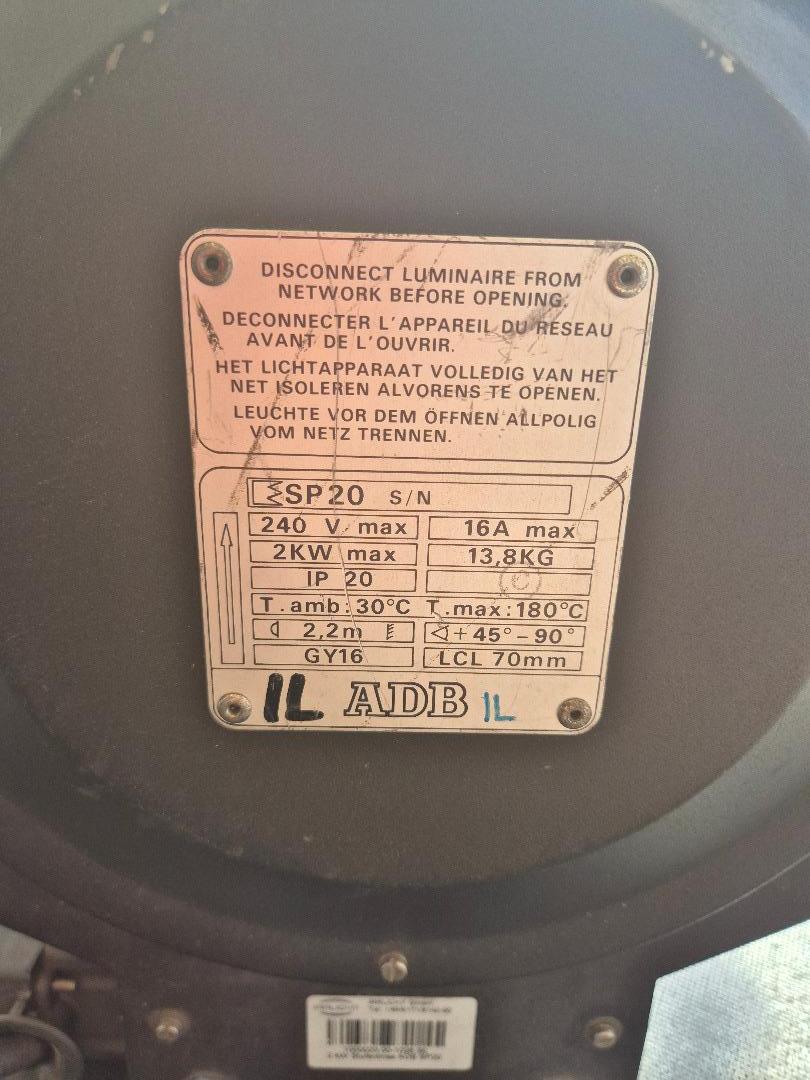 DISCONNECT LUMINAIRE FROM
NETWORK BEFORE OPENING.
DECONNECTER L'APPAREIL DU RESEAU
AVANT DE L'OUVRIR.
HET LICHTAPPARAAT VOLLEDIG VAN HET
NET ISOLEREN ALVORENS TE OPENEN.
LEUCHTE VOR DEM ÖFFNEN ALLPOLIG
VOM NETZ TRENNEN.
SP20 S/N
240 V max 16A max
2KW max 13,8KG
IP 20
T.amb:30°C T.max:180°C
2,2m +45°-90°
GY16 LCL 70mm
IL ADB IL